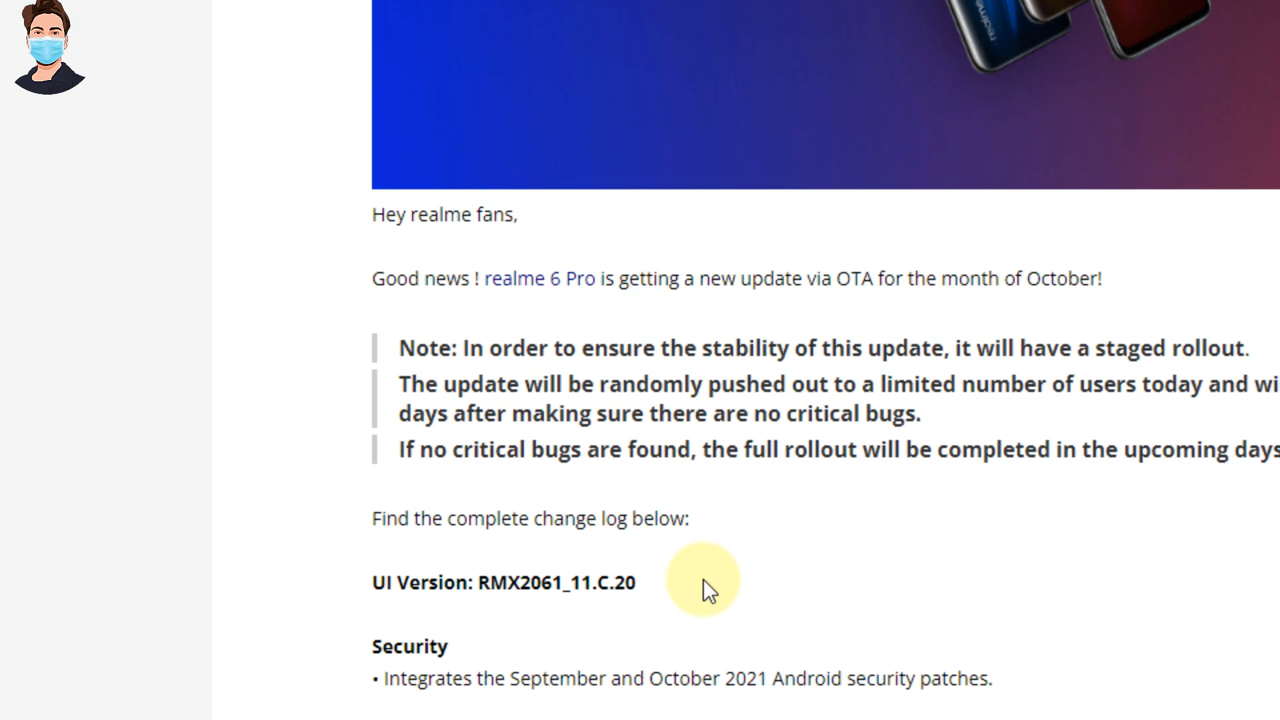 realme
Hey realme fans,
Good news ! realme 6 Pro is getting a new update via OTA for the month of October!
Note: In order to ensure the stability of this update, it will have a staged rollout.
The update will be randomly pushed out to a limited number of users today and wi
days after making sure there are no critical bugs.
If no critical bugs are found, the full rollout will be completed in the upcoming days
Find the complete change log below:
UI Version: RMX2061_11.C.20
Security
• Integrates the September and October 2021 Android security patches.